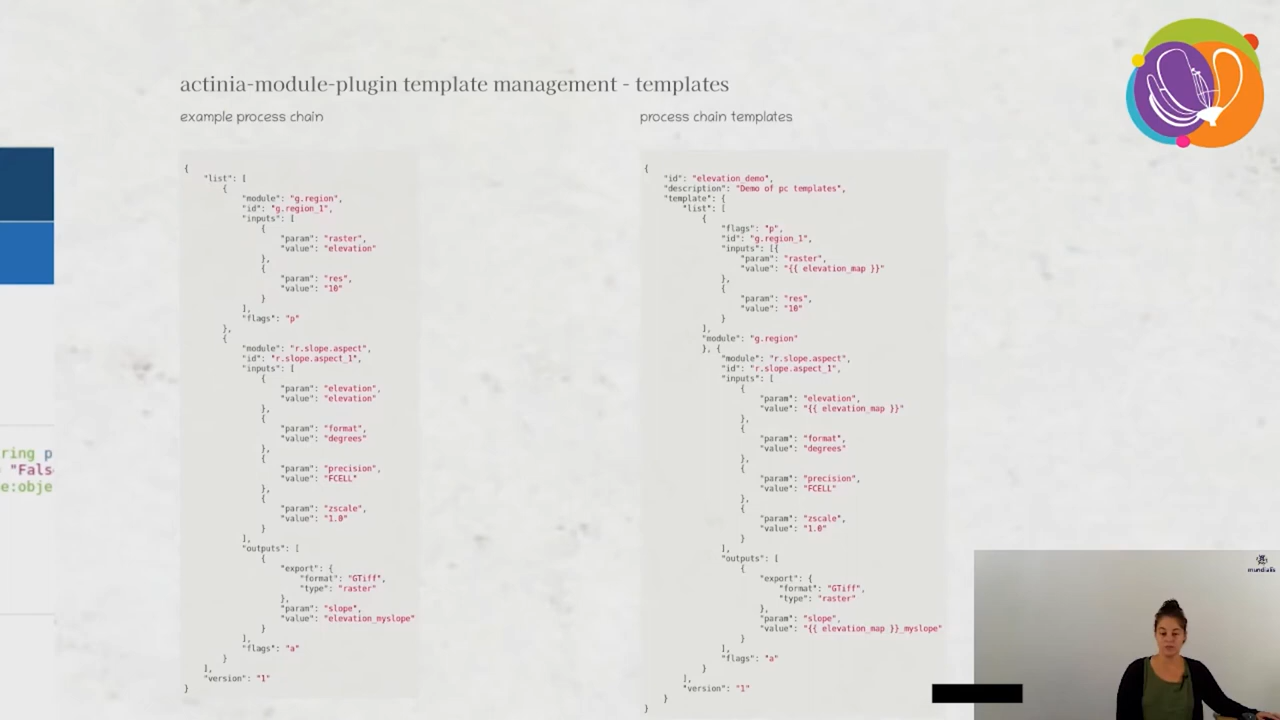 actinia-module-plugin template management - templates
example process chain
{
"list": [
{
"module": "g.region",
"id": "g.region_1",
"inputs": [
{
"param": "raster",
"value": "elevation"
},
{
"param": "res",
"value": "10"
}
],
"flags": "p"
},
{
"module": "r.slope.aspect",
"id": "r.slope.aspect_1",
"inputs": [
{
"param": "elevation",
"value": "elevation"
},
{
"param": "format",
"value": "degrees"
},
{
"param": "precision",
"value": "FCELL"
},
{
"param": "zscale",
"value": "1.0"
}
],
"outputs": [
{
"export": {
"format": "GTiff",
"type": "raster"
},
"param": "slope",
"value": "elevation_myslope"
}
],
"flags": "a"
}
],
"version": "1"
}
process chain templates
{
"id": "elevation_demo",
"description": "Demo of pc templates",
"template": {
"list": [
{
"flags": "p",
"id": "g.region_1",
"inputs": [{
"param": "raster",
"value": "{{ elevation_map }}"
},
{
"param": "res",
"value": "10"
}
],
"module": "g.region"
}, {
"module": "r.slope.aspect",
"id": "r.slope.aspect_1",
"inputs": [
{
"param": "elevation",
"value": "{{ elevation_map }}"
},
{
"param": "format",
"value": "degrees"
},
{
"param": "precision",
"value": "FCELL"
},
{
"param": "zscale",
"value": "1.0"
}
],
"outputs": [
{
"export": {
"format": "GTiff",
"type": "raster"
},
"param": "slope",
"value": "{{ elevation_map }}_myslope"
}
],
"flags": "a"
}
],
"version": "1"
}
}
ring p
"Fals
e:obje
mundialis